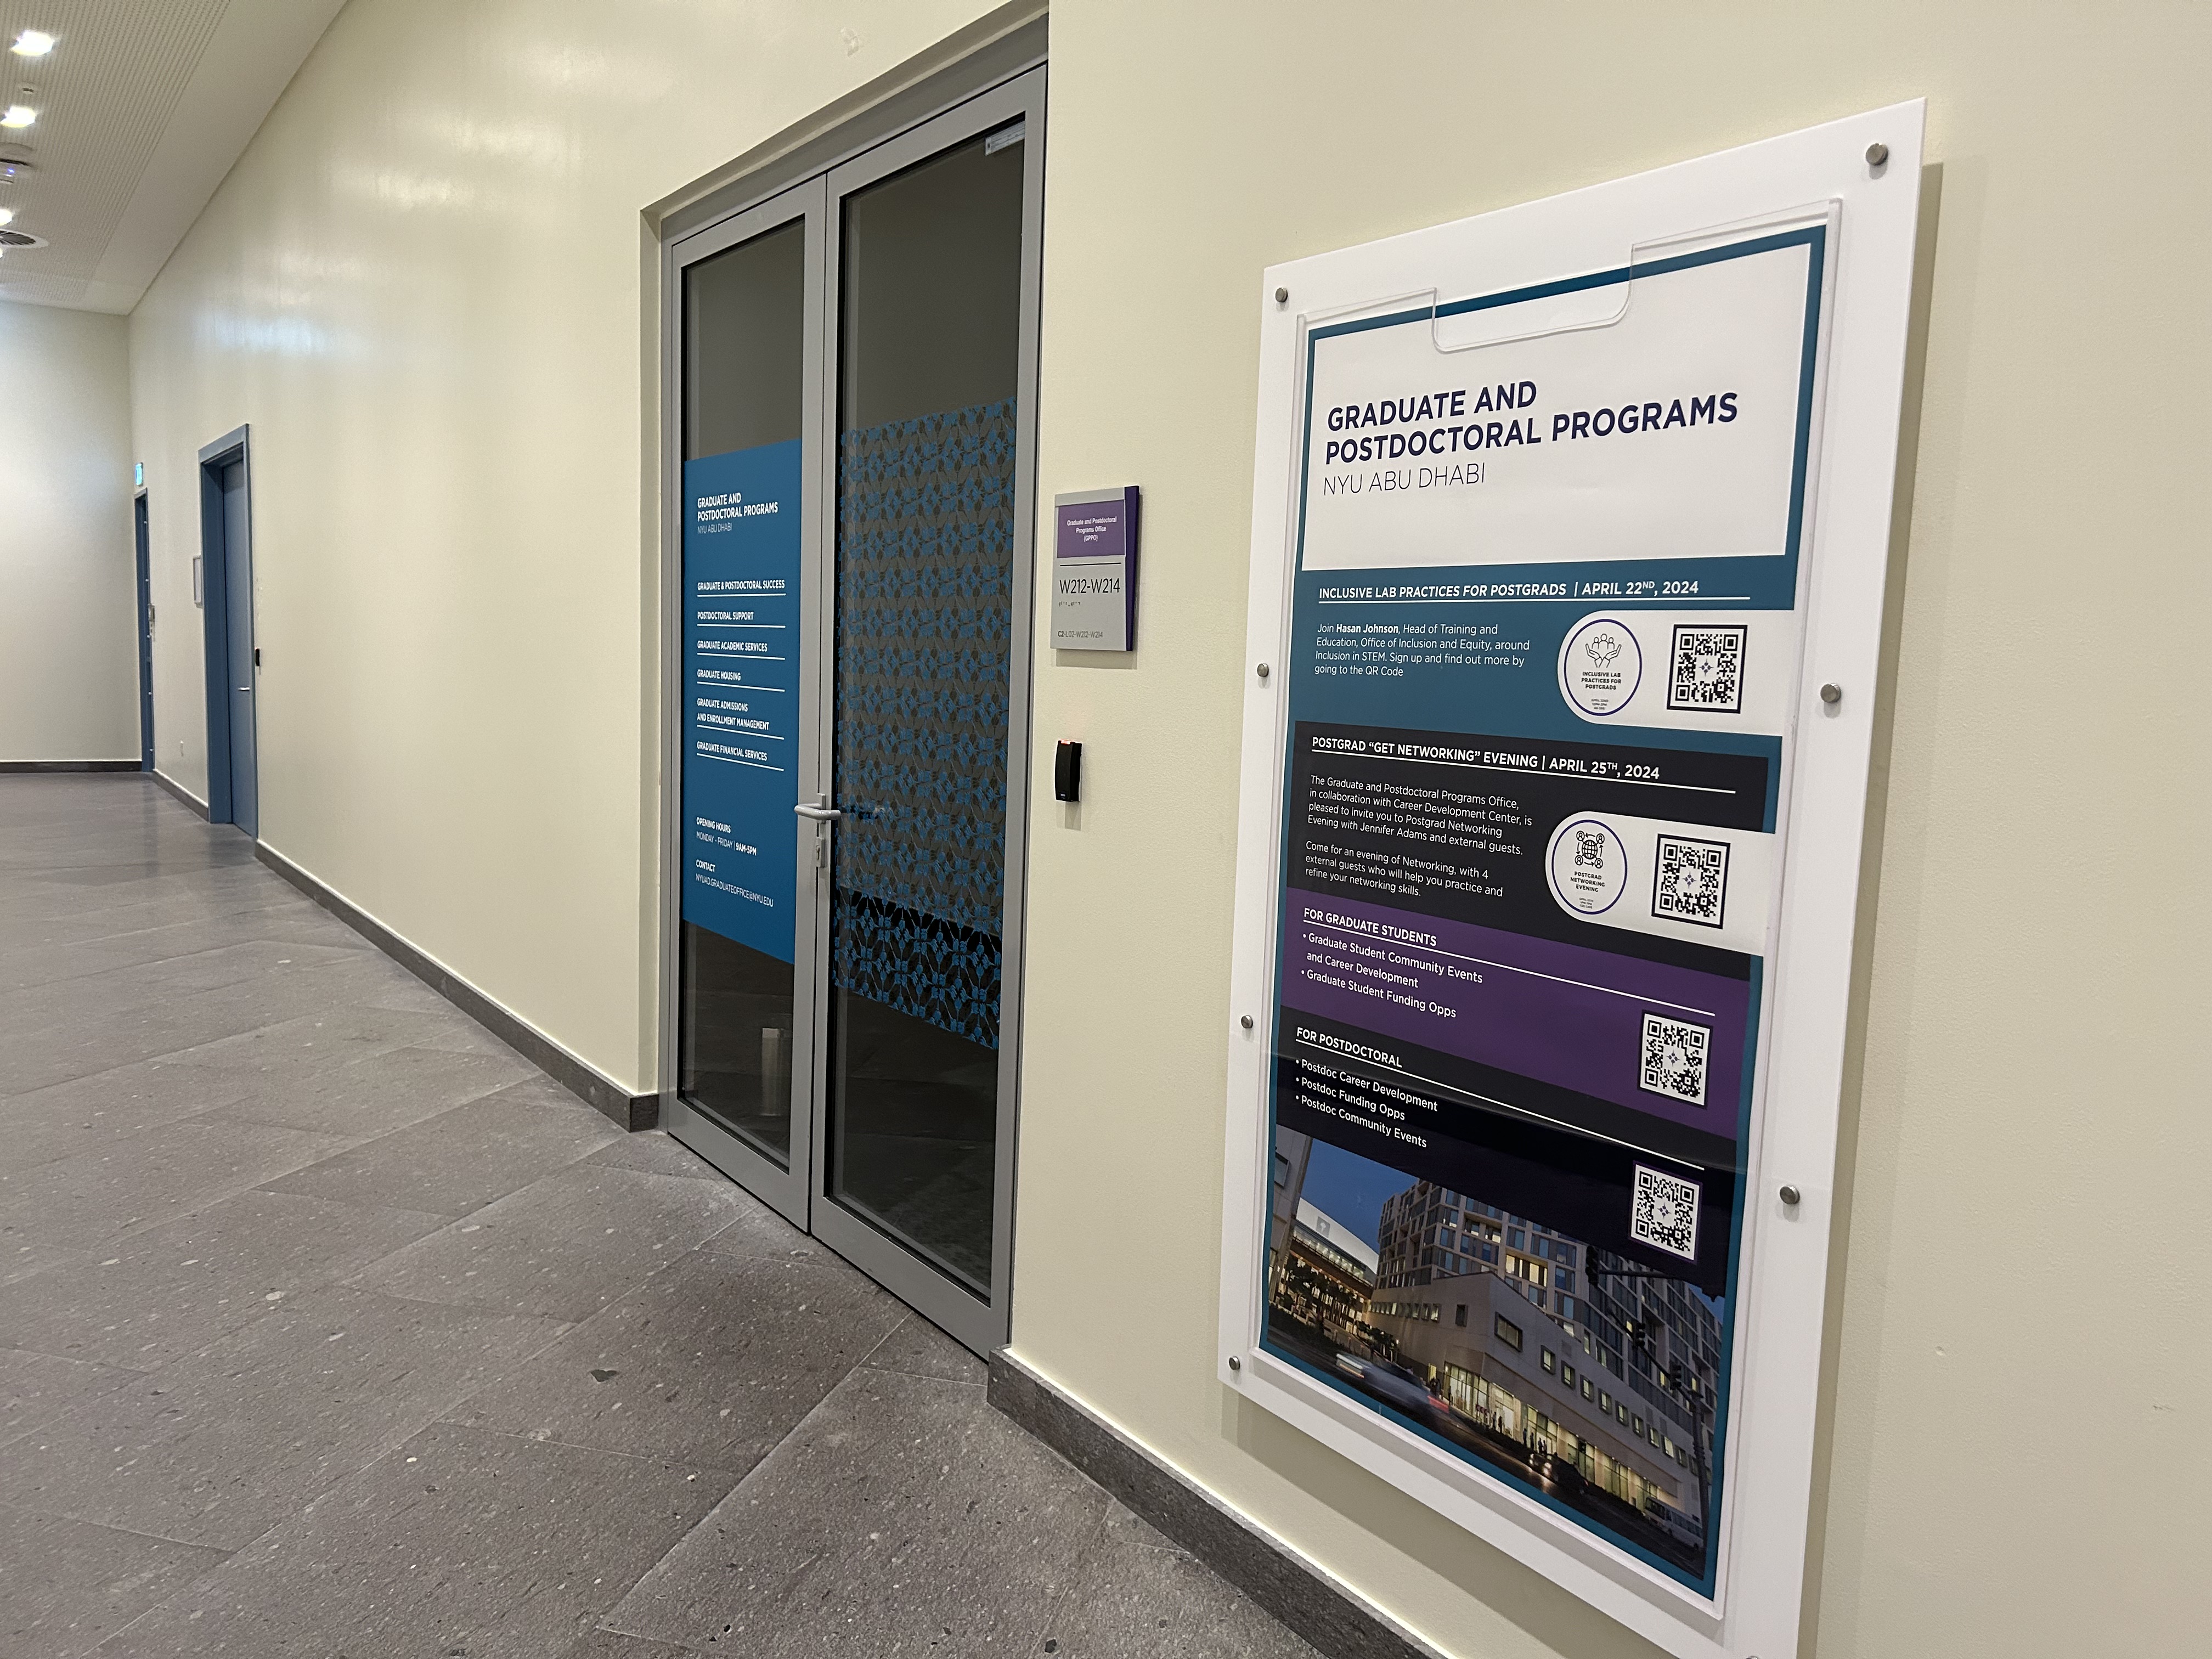 GRADUATE AND
POSTDOCTORAL PROGRAMS
NYU ABU DHABI
GRADUATE & POSTDOCTORAL SUCCESS
POSTDOCTORAL SUPPORT
GRADUATE ACADEMIC SERVICES
GRADUATE HOUSING
GRADUATE ADMISSIONS
AND ENROLLMENT MANAGEMENT
GRADUATE FINANCIAL SERVICES
OPENING HOURS
MONDAY - FRIDAY | 9AM-5PM
CONTACT
NYUAD.GRADUATEOFFICE@NYU.EDU
Graduate and Postdoctoral
Programs Office
(GPPO)
W212-W214
C2-L02-W212-W214
GRADUATE AND
POSTDOCTORAL PROGRAMS
NYU ABU DHABI
INCLUSIVE LAB PRACTICES FOR POSTGRADS | APRIL 22ND, 2024
Join Hasan Johnson, Head of Training and
Education, Office of Inclusion and Equity, around
Inclusion in STEM. Sign up and find out more by
going to the QR Code
INCLUSIVE LAB
PRACTICES FOR
POSTGRADS
POSTGRAD “GET NETWORKING” EVENING | APRIL 25TH, 2024
The Graduate and Postdoctoral Programs Office,
in collaboration with Career Development Center, is
pleased to invite you to Postgrad Networking
Evening with Jennifer Adams and external guests.
Come for an evening of Networking, with 4
external guests who will help you practice and
refine your networking skills.
POSTGRAD
NETWORKING
EVENING
FOR GRADUATE STUDENTS
• Graduate Student Community Events
and Career Development
• Graduate Student Funding Opps
FOR POSTDOCTORAL
• Postdoc Career Development
• Postdoc Funding Opps
• Postdoc Community Events